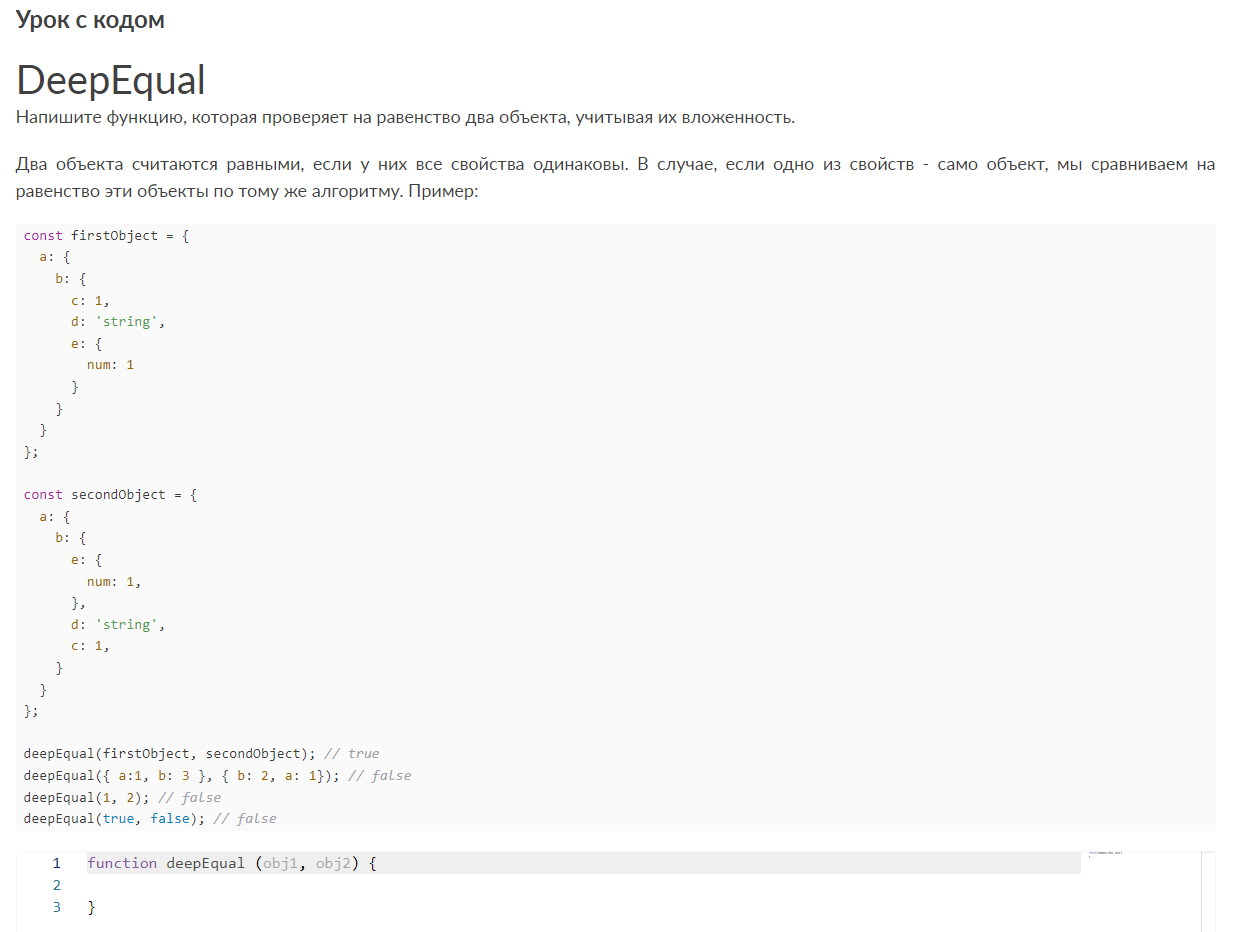 Урок с кодом
DeepEqual
Напишите функцию, которая проверяет на равенство два объекта, учитывая их вложенность.
Два объекта считаются равными, если у них все свойства одинаковы. В случае, если одно из свойств - само объект, мы сравниваем на
равенство эти объекты по тому же алгоритму. Пример:
const firstObject = {
  a: {
    b: {
      c: 1,
      d: 'string',
      e: {
        num: 1
      }
    }
  }
};
const secondObject = {
  a: {
    b: {
      e: {
        num: 1,
      },
      d: 'string',
      c: 1,
    }
  }
};
deepEqual(firstObject, secondObject); // true
deepEqual({ a:1, b: 3 }, { b: 2, a: 1}); // false
deepEqual(1, 2); // false
deepEqual(true, false); // false
1 function deepEqual (obj1, obj2) {
2
3 }